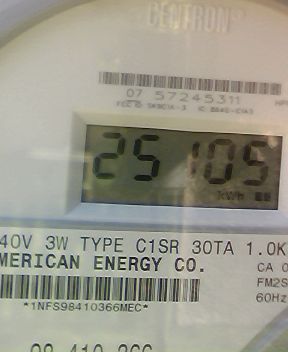 CENTRON
07 57245311
25105
kWh
40V 3W TYPE C1SR 30TA 1.0K
MERICAN ENERGY CO.
CA 0
FM2S
60Hz
*1NFS98410366MEC*